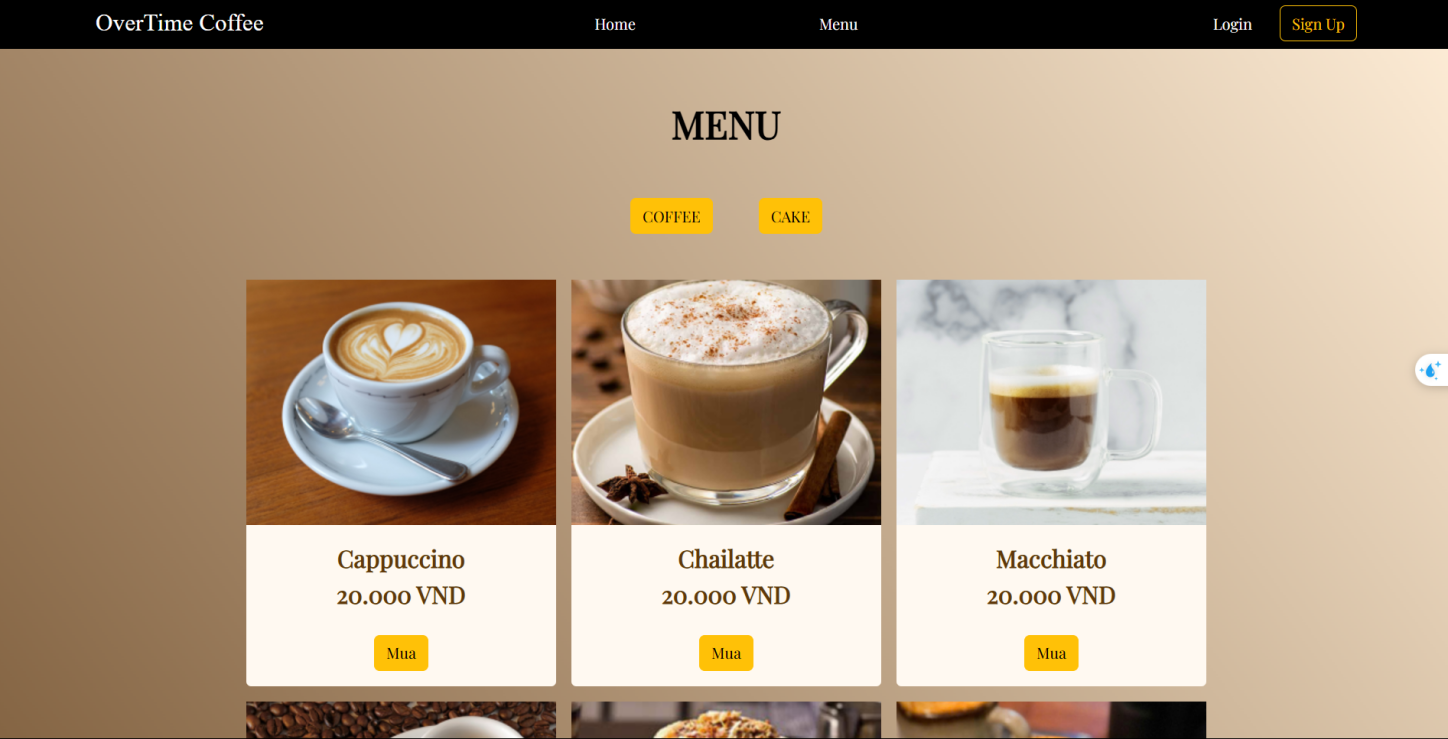 OverTime Coffee Home Menu Login Sign Up
MENU
COFFEE CAKE
Cappuccino Chailatte Macchiato
20.000 VND 20.000 VND 20.000 VND
Mua Mua Mua